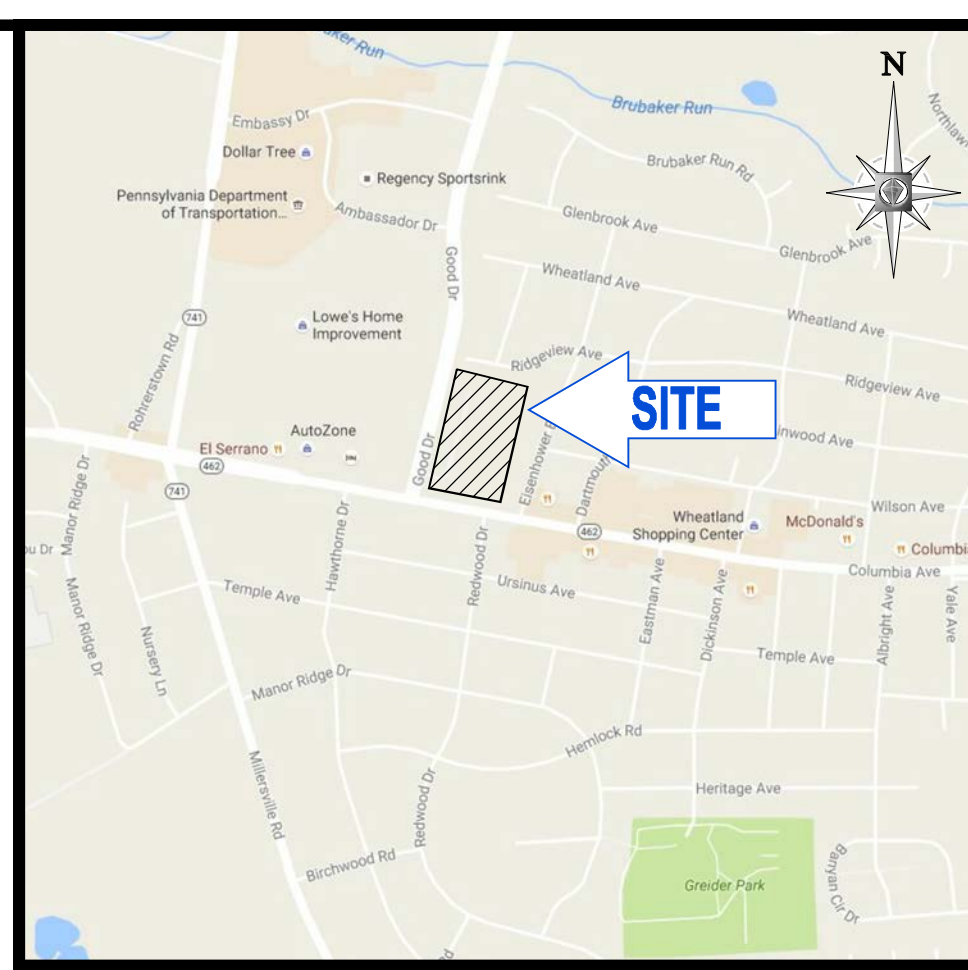 aker Run
N
Brubaker Run
Northlaw
Embassy Dr
Dollar Tree
Brubaker Run Rd
Regency Sportsrink
Pennsylvania Department
of Transportation...
Ambassador Dr
Glenbrook Ave
Glenbrook Ave
Good Dr
Wheatland Ave
741
Lowe's Home
Improvement
Wheatland Ave
Rohrerstown Rd
Ridgeview Ave
Ridgeview Ave
SITE
AutoZone
El Serrano
Good Dr
inwood Ave
462
Eisenhower B
Dartmouth
741
Manor Ridge Dr
Wheatland
Shopping Center
McDonald's
Wilson Ave
462
Columbi
u Dr
Hawthorne Dr
Redwood Dr
Columbia Ave
Temple Ave
Ursinus Ave
Eastman Ave
Dickinson Ave
Albright Ave
Yale Ave
Manor Ridge Dr
Nursery Ln
Temple Ave
Manor Ridge Dr
Hemlock Rd
Millersville Rd
Redwood Dr
Heritage Ave
Birchwood Rd
Greider Park
Banyan Cir Dr
d